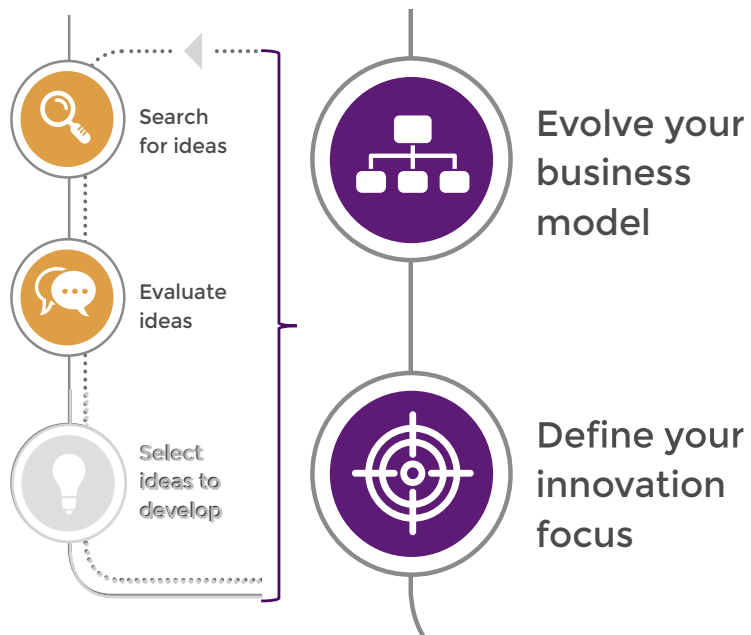 Search
for ideas
Evaluate
ideas
Select
ideas to
develop
Evolve your
business
model
Define your
innovation
focus